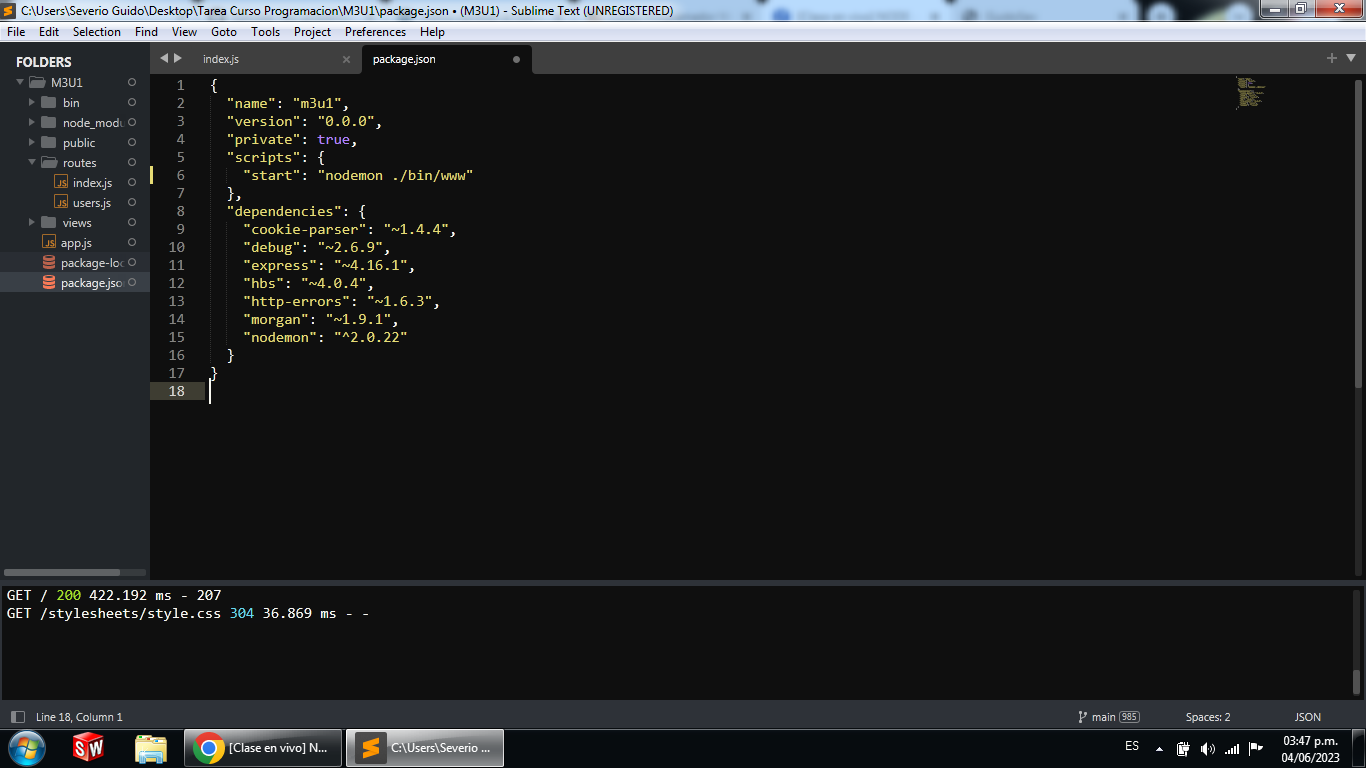 C:\Users\Severio Guido\Desktop\Tarea Curso Programacion\M3U1\package.json • (M3U1) - Sublime Text (UNREGISTERED)
File Edit Selection Find View Goto Tools Project Preferences Help
FOLDERS
M3U1
bin
node_modu
public
routes
JS index.js
JS users.js
views
JS app.js
package-loc
package.jso
index.js
package.json
1 {
2 "name": "m3u1",
3 "version": "0.0.0",
4 "private": true,
5 "scripts": {
6 "start": "nodemon ./bin/www"
7 },
8 "dependencies": {
9 "cookie-parser": "~1.4.4",
10 "debug": "~2.6.9",
11 "express": "~4.16.1",
12 "hbs": "~4.0.4",
13 "http-errors": "~1.6.3",
14 "morgan": "~1.9.1",
15 "nodemon": "^2.0.22"
16 }
17 }
18
GET / 200 422.192 ms - 207
GET /stylesheets/style.css 304 36.869 ms - -
Line 18, Column 1
main 985
Spaces: 2
JSON
SW
[Clase en vivo] N...
C:\Users\Severio ...
ES
03:47 p.m.
04/06/2023